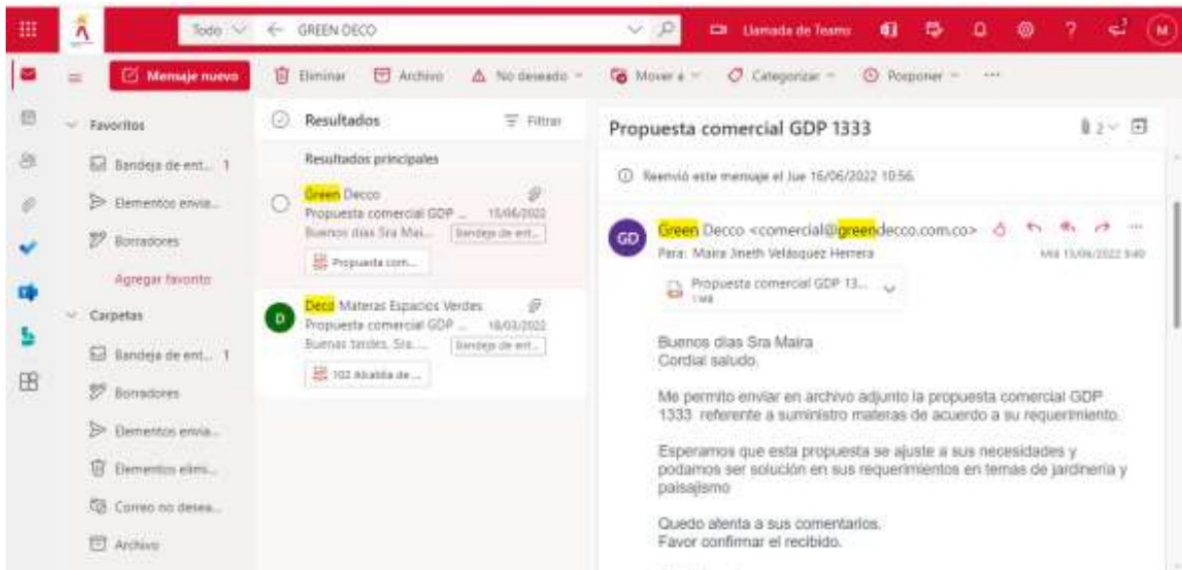 Todo
GREEN DECO
Llamada de Teams
M
Mensaje nuevo
Eliminar
Archivo
No deseado
Mover a
Categorizar
Posponer
Favoritos
Bandeja de ent... 1
Elementos envia...
Borradores
Agregar favorito
Carpetas
Bandeja de ent... 1
Borradores
Elementos envia...
Elementos elimi...
Correo no desea...
Archivo
Resultados
Filtrar
Resultados principales
Green Decco
Propuesta comercial GDP ... 15/06/2022
Buenos días Sra Mai... Bandeja de ent...
Propuesta com...
D
Deco Materas Espacios Verdes
Propuesta comercial GDP ... 18/03/2022
Buenas tardes, Sra. ... Bandeja de ent...
102 Alcaldia de ...
Propuesta comercial GDP 1333
2
Reenvió este mensaje el Jue 16/06/2022 10:56.
GD
Green Decco <comercial@greendecco.com.co>
Para: Maira Jineth Velásquez Herrera
Mié 15/06/2022 9:40
Propuesta comercial GDP 13...
1 MB
Buenos días Sra Maira
Cordial saludo.
Me permito enviar en archivo adjunto la propuesta comercial GDP
1333 referente a suministro materas de acuerdo a su requerimiento.
Esperamos que esta propuesta se ajuste a sus necesidades y
podamos ser solución en sus requerimientos en temas de jardinería y
paisajismo
Quedo atenta a sus comentarios.
Favor confirmar el recibido.